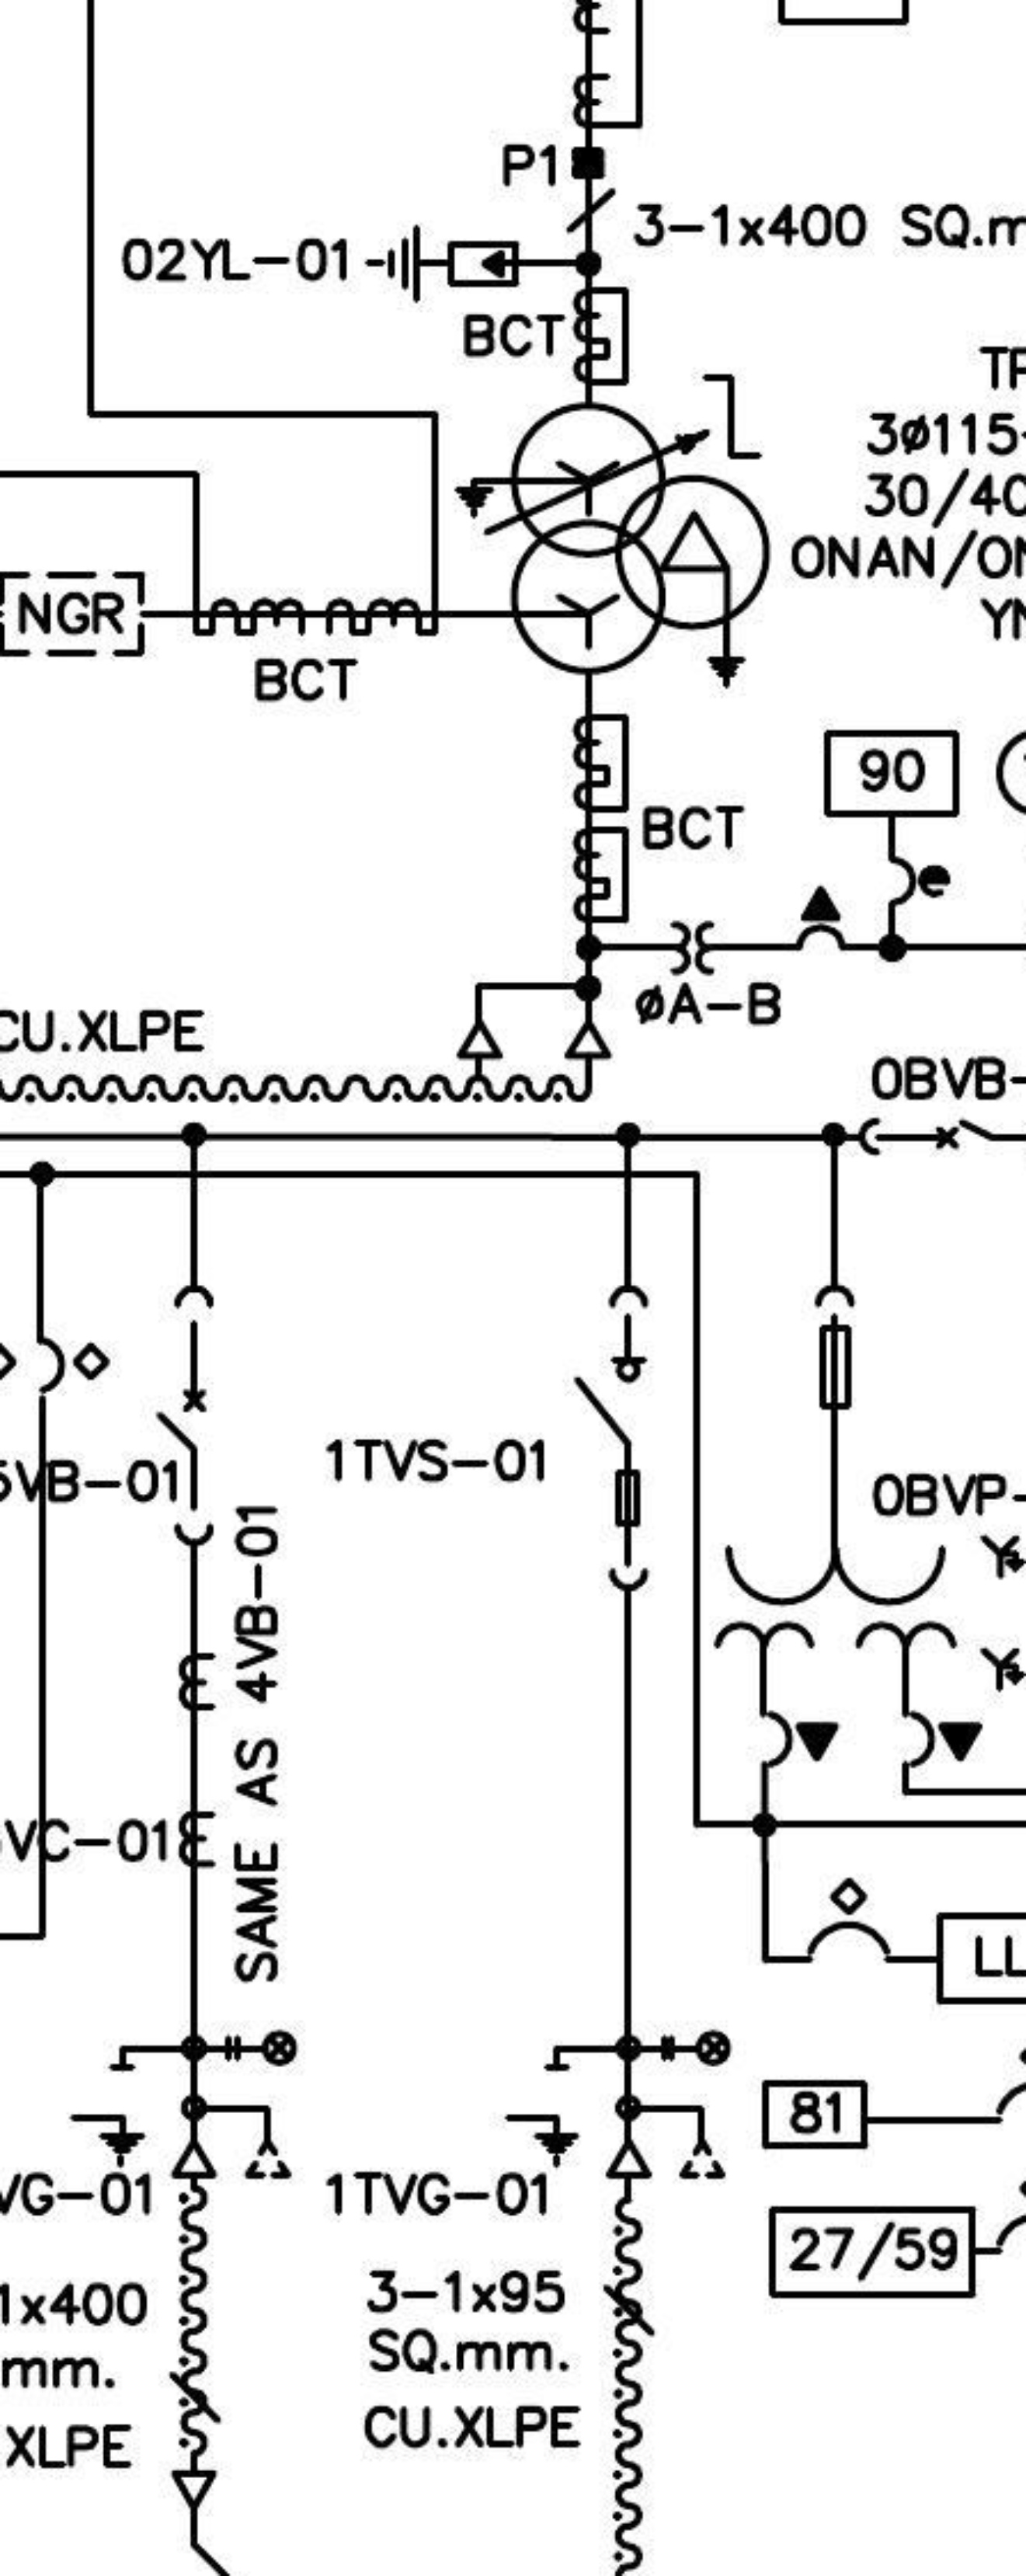 P1
3-1x400 SQ.m
02YL-01
BCT
TR
3ø115-
30/40
ONAN/ON
YN
NGR
BCT
90
BCT
øA-B
CU.XLPE
0BVB-
1TVS-01
5VB-01
0BVP-
SAME AS 4VB-01
VC-01
LL
81
VG-01
1TVG-01
27/59
1x400
mm.
XLPE
3-1x95
SQ.mm.
CU.XLPE